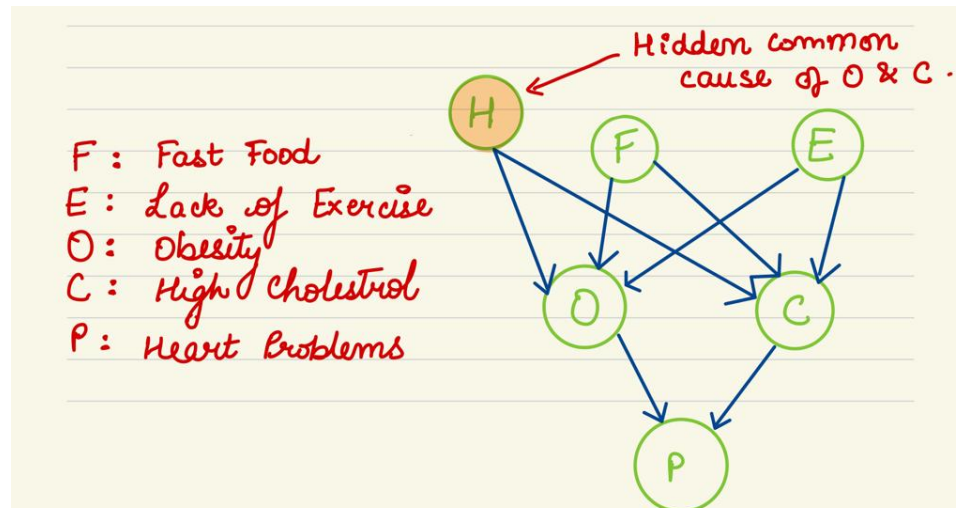 Hidden common
cause of O & C.
H
F
E
F : Fast Food
E : Lack of Exercise
O : Obesity
C : High Cholestrol
P : Heart Problems
O
C
P